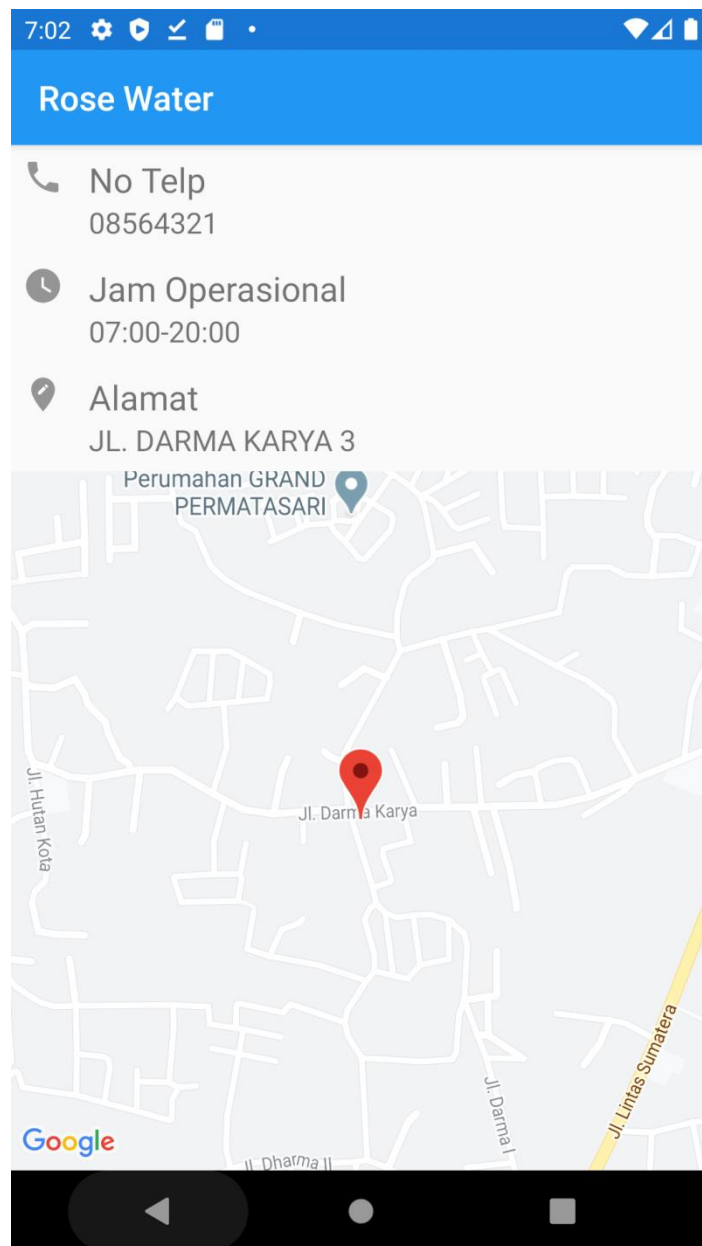 7:02
Rose Water
No Telp
08564321
Jam Operasional
07:00-20:00
Alamat
JL. DARMA KARYA 3
Perumahan GRAND
PERMATASARI
Jl. Darma Karya
Jl. Hutan Kota
Jl. Lintas Sumatera
Jl. Darma I
Jl. Dharma II
Google